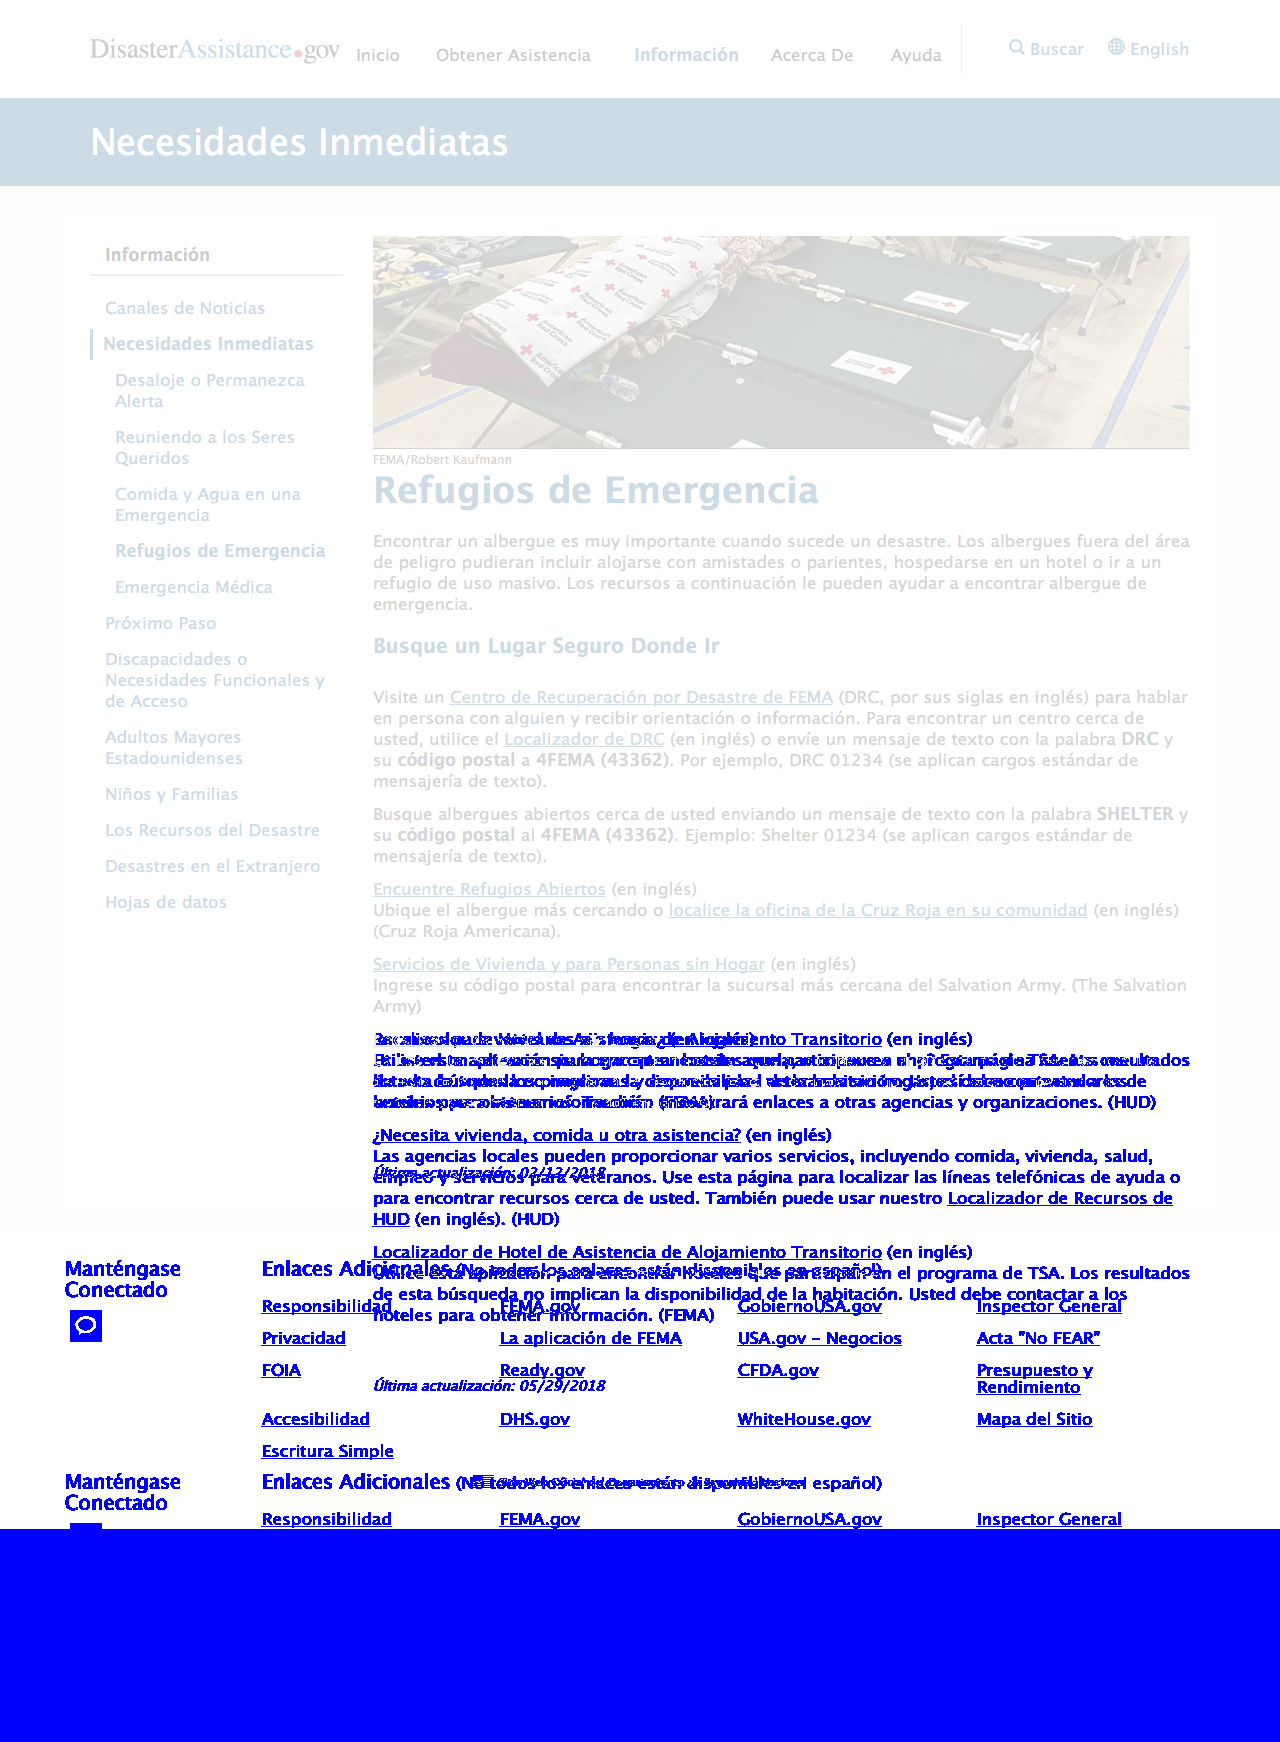 DisasterAssistance.gov
Inicio
Obtener Asistencia
Información
Acerca De
Ayuda
Buscar
English
Necesidades Inmediatas
Información
Canales de Noticias
Necesidades Inmediatas
Desaloje o Permanezca
Alerta
Reuniendo a los Seres
Queridos
Comida y Agua en una
Emergencia
Refugios de Emergencia
Emergencia Médica
Próximo Paso
Discapacidades o
Necesidades Funcionales y
de Acceso
Adultos Mayores
Estadounidenses
Niños y Familias
Los Recursos del Desastre
Desastres en el Extranjero
Hojas de datos
American
Red Cross
FEMA/Robert Kaufmann
Refugios de Emergencia
Encontrar un albergue es muy importante cuando sucede un desastre. Los albergues fuera del área
de peligro pudieran incluir alojarse con amistades o parientes, hospedarse en un hotel o ir a un
refugio de uso masivo. Los recursos a continuación le pueden ayudar a encontrar albergue de
emergencia.
Busque un Lugar Seguro Donde Ir
Visite un Centro de Recuperación por Desastre de FEMA (DRC, por sus siglas en inglés) para hablar
en persona con alguien y recibir orientación o información. Para encontrar un centro cerca de
usted, utilice el Localizador de DRC (en inglés) o envíe un mensaje de texto con la palabra DRC y
su código postal a 4FEMA (43362). Por ejemplo, DRC 01234 (se aplican cargos estándar de
mensajería de texto).
Busque albergues abiertos cerca de usted enviando un mensaje de texto con la palabra SHELTER y
su código postal al 4FEMA (43362). Ejemplo: Shelter 01234 (se aplican cargos estándar de
mensajería de texto).
Encuentre Refugios Abiertos (en inglés)
Ubique el albergue más cercando o localice la oficina de la Cruz Roja en su comunidad (en inglés)
(Cruz Roja Americana).
Servicios de Vivienda y para Personas sin Hogar (en inglés)
Ingrese su código postal para encontrar la sucursal más cercana del Salvation Army. (The Salvation
Army)
Alojamiento Transitorio (en inglés)
resultados
enlaces a otras agencias y organizaciones. (HUD)
¿Necesita vivienda, comida u otra asistencia? (en inglés)
Las agencias locales pueden proporcionar varios servicios, incluyendo comida, vivienda, salud,
Última actualización: 02/12/2018
empleo y servicios para veteranos. Use esta página para localizar las líneas telefónicas de ayuda o
para encontrar recursos cerca de usted. También puede usar nuestro Localizador de Recursos de
HUD (en inglés). (HUD)
Localizador de Hotel de Asistencia de Alojamiento Transitorio (en inglés)
Utilice esta aplicación para encontrar hoteles que participan en el programa de TSA. Los resultados
de esta búsqueda no implican la disponibilidad de la habitación. Usted debe contactar a los
hoteles para obtener información. (FEMA)
Última actualización: 05/29/2018
Manténgase
Conectado
Enlaces Adicionales (No todos los enlaces están disponibles en español)
Responsibilidad
FEMA.gov
GobiernoUSA.gov
Inspector General
Privacidad
La aplicación de FEMA
USA.gov - Negocios
Acta "No FEAR"
FOIA
Ready.gov
CFDA.gov
Presupuesto y
Rendimiento
Accesibilidad
DHS.gov
WhiteHouse.gov
Mapa del Sitio
Escritura Simple
Manténgase
Conectado
Enlaces Adicionales (No todos los enlaces están disponibles en español)
Responsibilidad
FEMA.gov
GobiernoUSA.gov
Inspector General